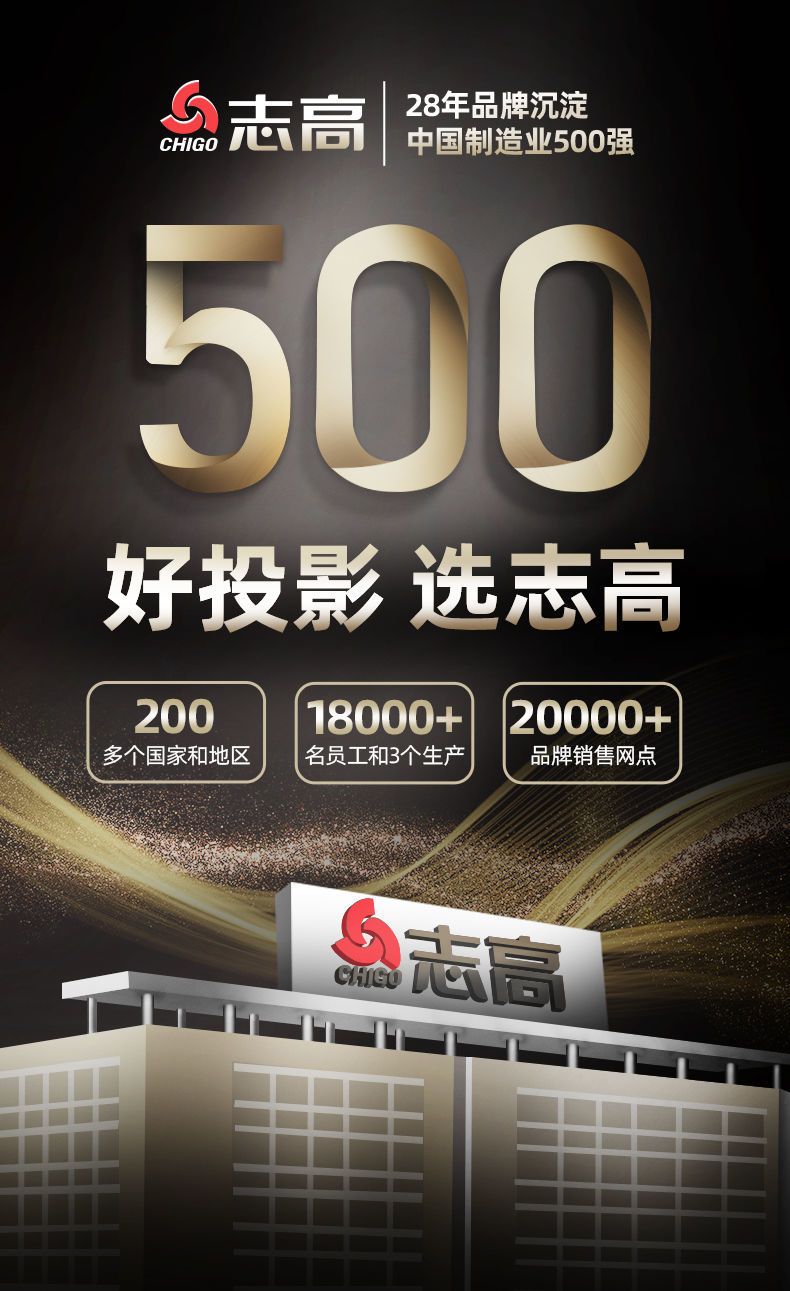 CHIGO 志高
28年品牌沉淀
中国制造业500强
500
好投影 选志高
200
多个国家和地区
18000+
名员工和3个生产
20000+
品牌销售网点
CHIGO 志高